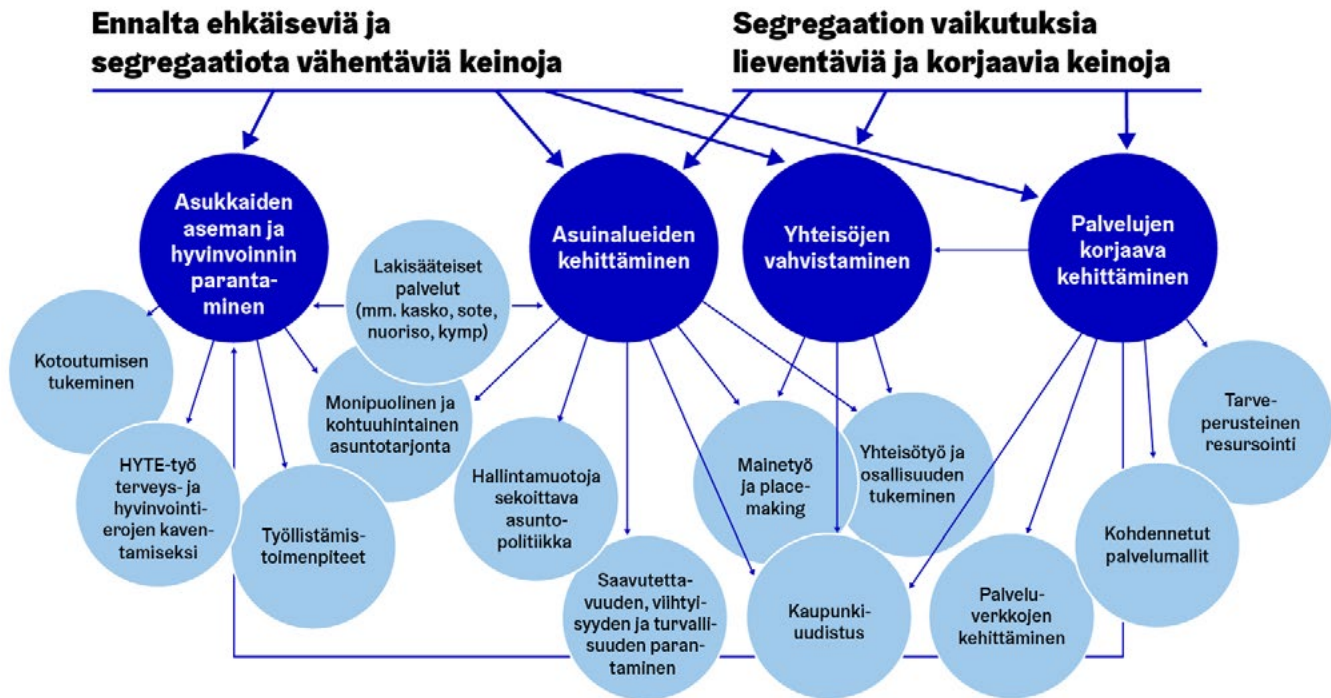 Ennalta ehkäiseviä ja
segregaatiota vähentäviä keinoja
Segregaation vaikutuksia
lieventäviä ja korjaavia keinoja
Asukkaiden
aseman ja
hyvinvoinnin
paranta-
minen
Asuinalueiden
kehittäminen
Yhteisöjen
vahvistaminen
Palvelujen
korjaava
kehittäminen
Lakisääteiset
palvelut
(mm. kasko, sote,
nuoriso, kymp)
Kotoutumisen
tukeminen
HYTE-työ
terveys- ja
hyvinvointi-
erojen kaven-
tamiseksi
Työllistämis-
toimenpiteet
Monipuolinen ja
kohtuuhintainen
asuntotarjonta
Hallintamuotoja
sekoittava
asunto-
politiikka
Saavutetta-
vuuden, viihtyi-
syyden ja turvalli-
suuden paran-
taminen
Mainetyö
ja place-
making
Yhteisötyö ja
osallisuuden
tukeminen
Kaupunki-
uudistus
Palvelu-
verkkojen
kehittäminen
Kohdennetut
palvelumallit
Tarve-
perusteinen
resursointi